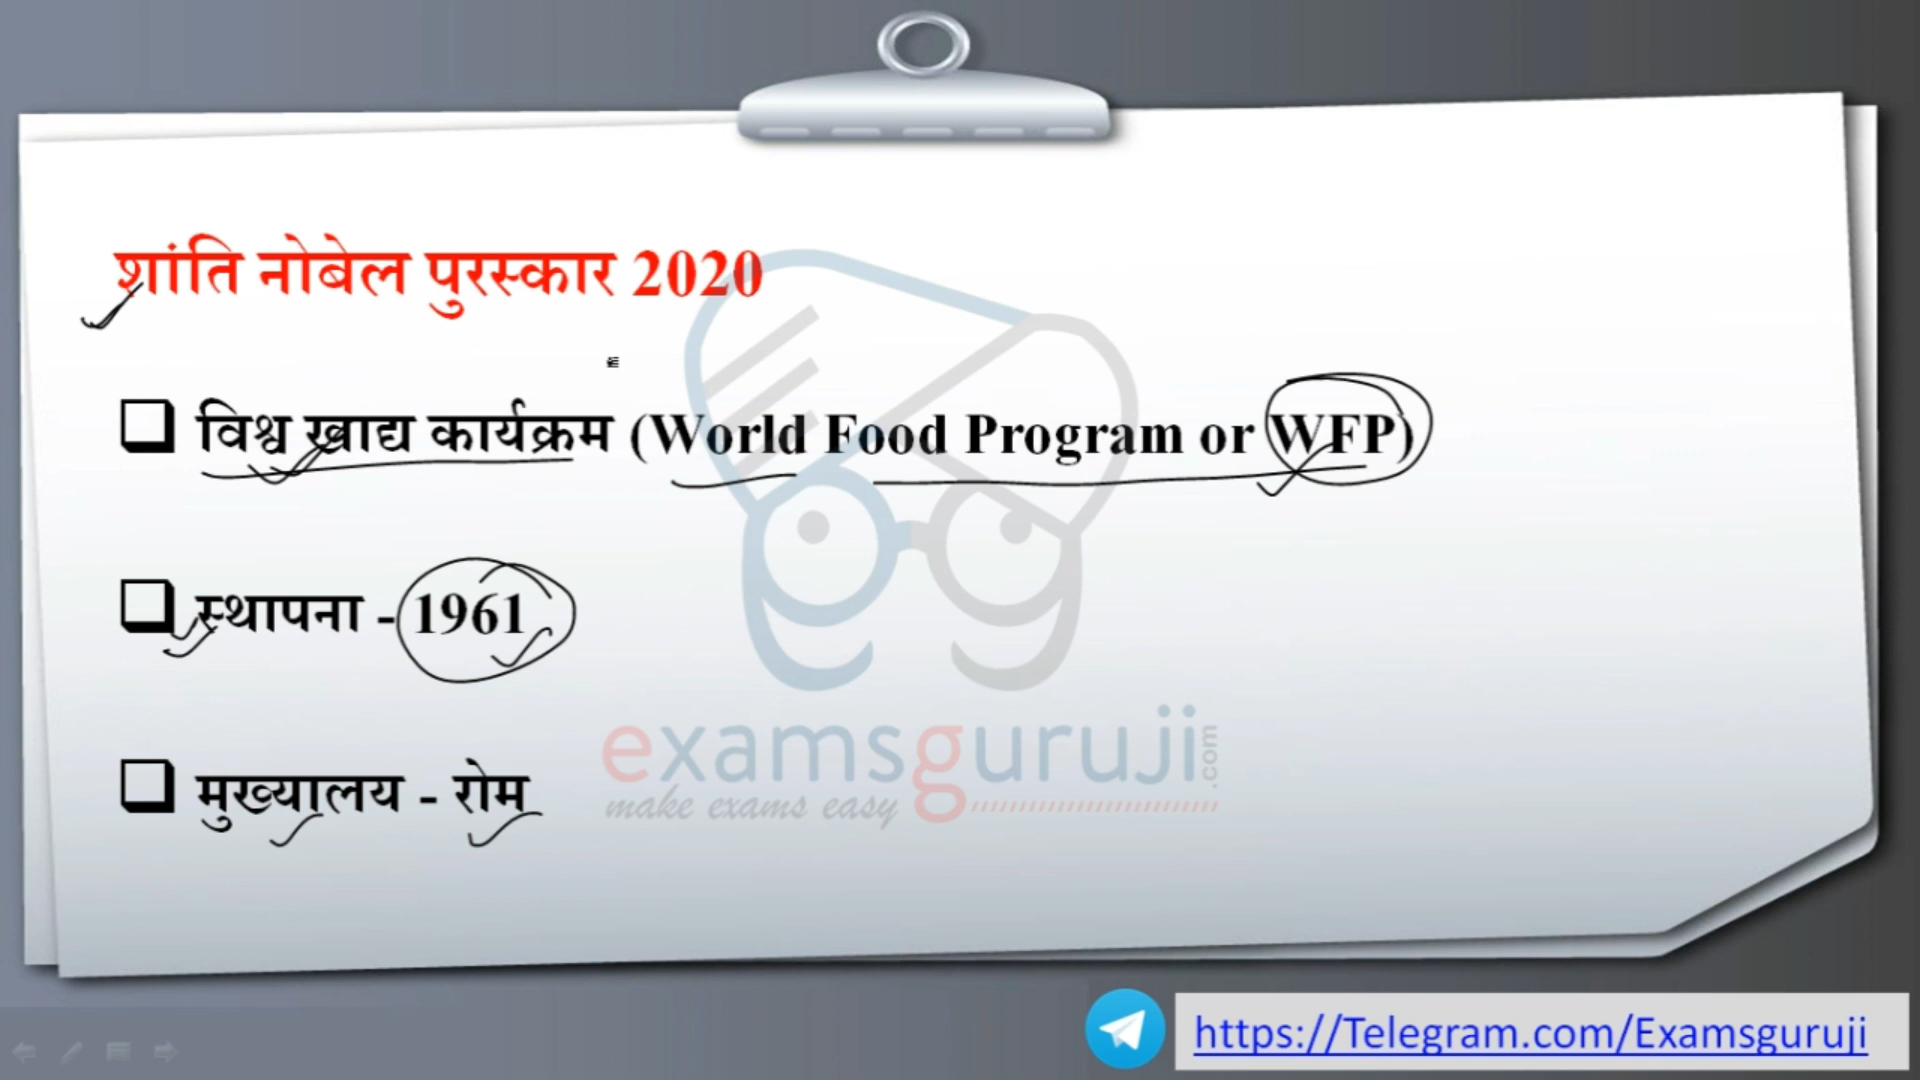 शांति नोबेल पुरस्कार 2020
विश्व खाद्य कार्यक्रम (World Food Program or WFP)
स्थापना - 1961
मुख्यालय - रोम
examsguruji.com
make exams easy
https://Telegram.com/Examsguruji